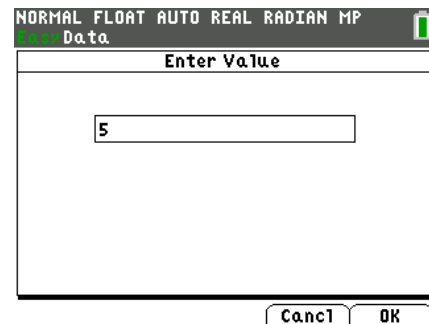 NORMAL FLOAT AUTO REAL RADIAN MP
EasyData
Enter Value
5
Cancl OK